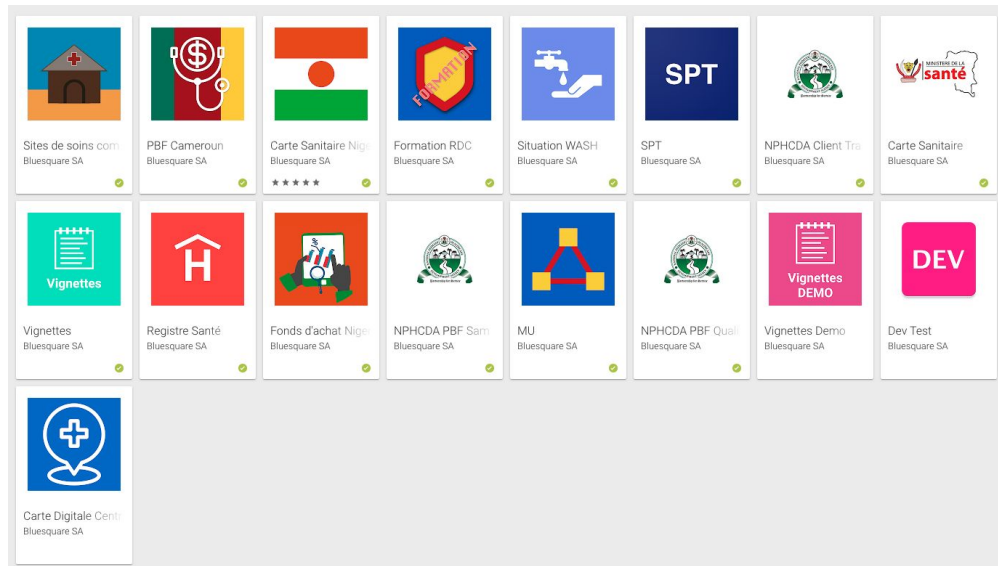 FORMATION
SPT
MINISTERE DE LA
santé
Sites de soins com
PBF Cameroun
Carte Sanitaire Nige
Formation RDC
Situation WASH
SPT
NPHCDA Client Tra
Carte Sanitaire
Bluesquare SA
Bluesquare SA
Bluesquare SA
Bluesquare SA
Bluesquare SA
Bluesquare SA
Bluesquare SA
Bluesquare SA
Vignettes
H
Vignettes
DEMO
DEV
Vignettes
Registre Santé
Fonds d'achat Niger
NPHCDA PBF Sam
MU
NPHCDA PBF Quali
Vignettes Demo
Dev Test
Bluesquare SA
Bluesquare SA
Bluesquare SA
Bluesquare SA
Bluesquare SA
Bluesquare SA
Bluesquare SA
Bluesquare SA
Carte Digitale Centr
Bluesquare SA